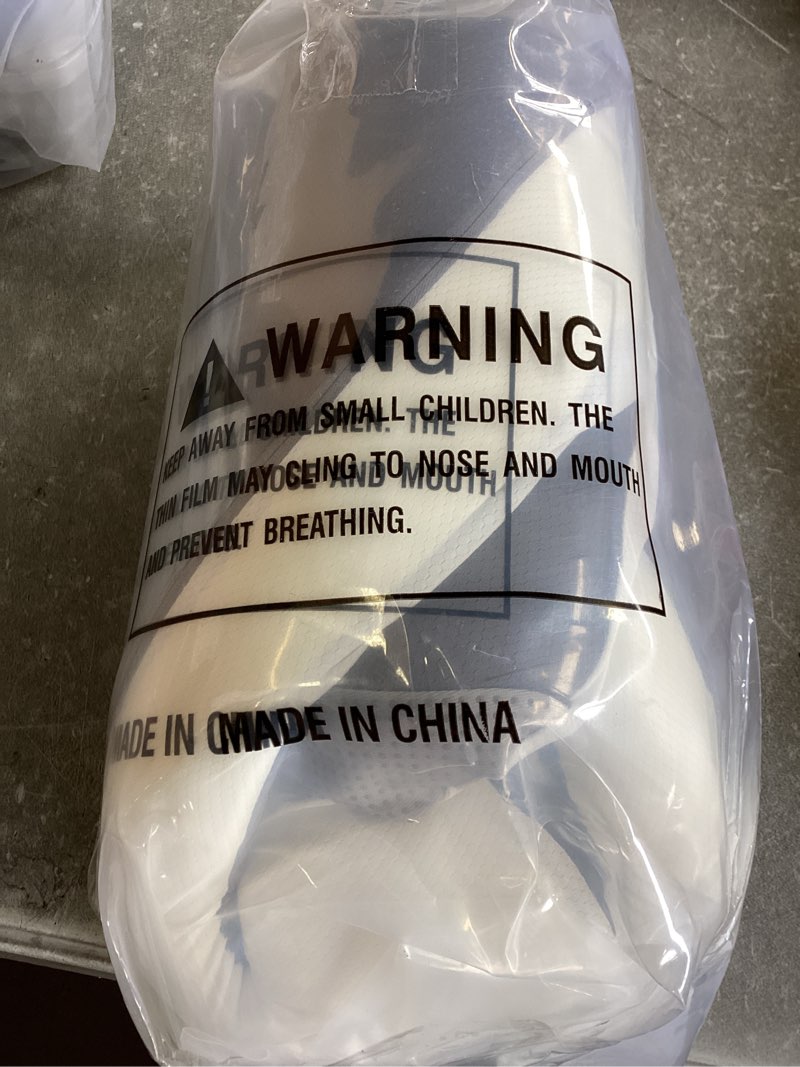 WARNING
KEEP AWAY FROM SMALL CHILDREN. THE
THIN FILM MAY CLING TO NOSE AND MOUTH
AND PREVENT BREATHING.
MADE IN CHINA